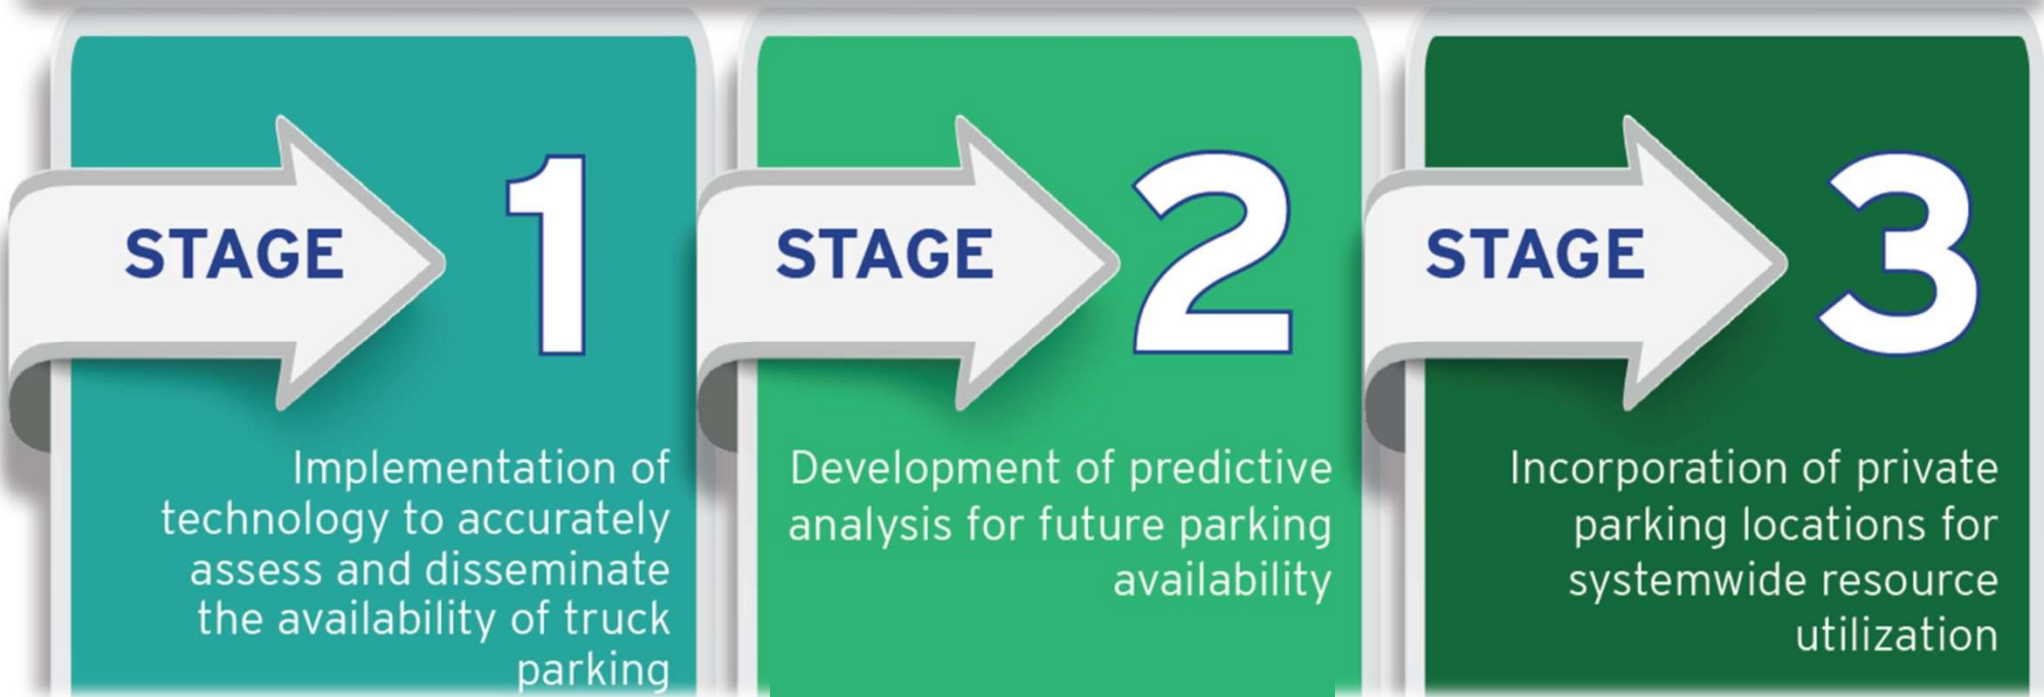 STAGE 1
Implementation of
technology to accurately
assess and disseminate
the availability of truck
parking
STAGE 2
Development of predictive
analysis for future parking
availability
STAGE 3
Incorporation of private
parking locations for
systemwide resource
utilization